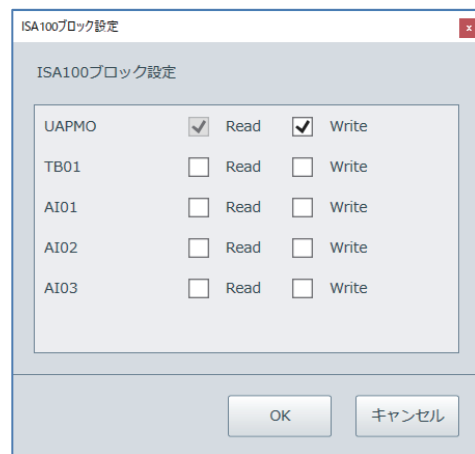 ISA100ブロック設定
x
ISA100ブロック設定
UAPMO Read Write
TB01 Read Write
AI01 Read Write
AI02 Read Write
AI03 Read Write
OK キャンセル